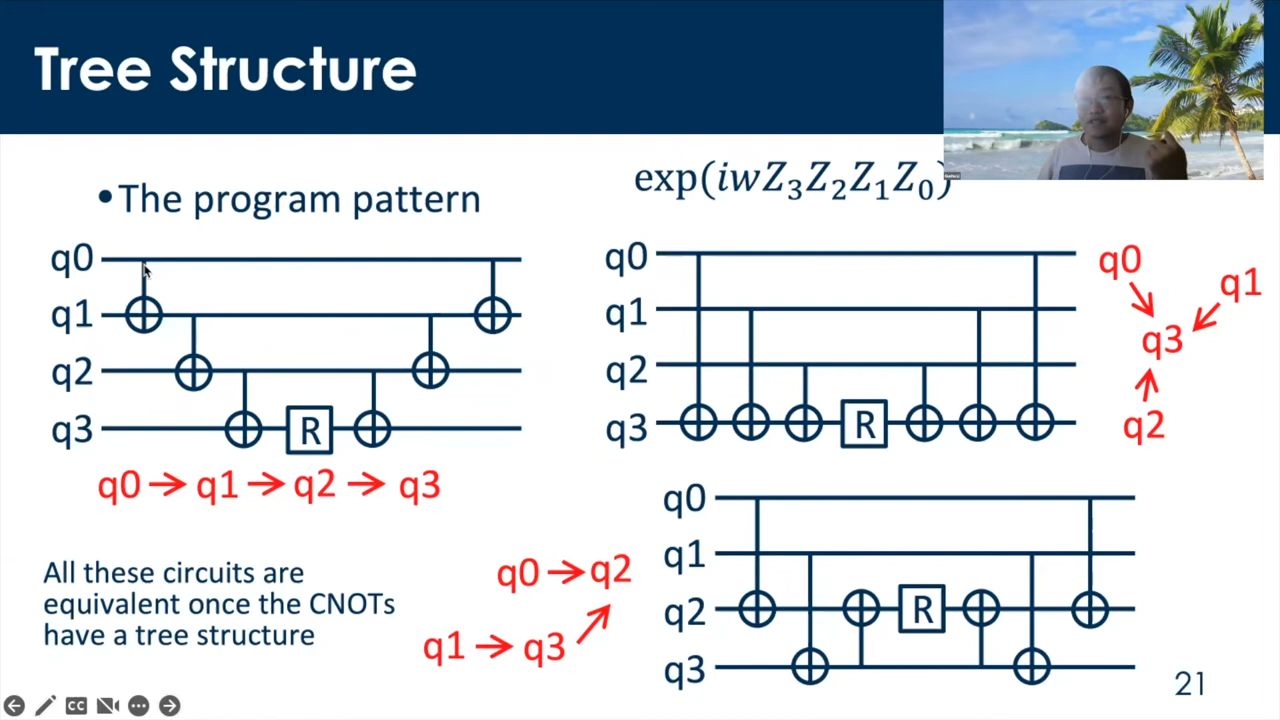 Tree Structure
•The program pattern
exp(iwZ₃Z₂Z₁Z₀)
q0
q1
q2
q3
R
q0 → q1 → q2 → q3
q0
q1
q2
q3
R
q0
q1
q3
q2
All these circuits are
equivalent once the CNOTs
have a tree structure
q0 → q2
q1 → q3
q0
q1
q2
q3
R
21
CC